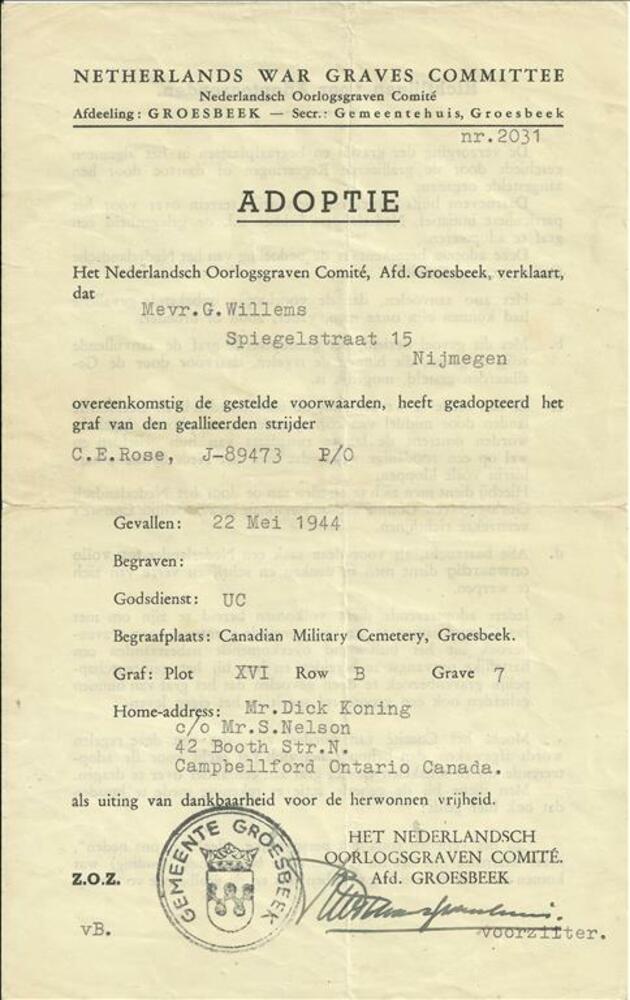 NETHERLANDS WAR GRAVES COMMITTEE
Nederlandsch Oorlogsgraven Comité
Afdeeling: GROESBEEK — Secr.: Gemeentehuis, Groesbeek
nr.2031
ADOPTIE
Het Nederlandsch Oorlogsgraven Comité, Afd. Groesbeek, verklaart,
dat
Mevr.G.Willems
Spiegelstraat 15
Nijmegen
overeenkomstig de gestelde voorwaarden, heeft geadopteerd het
graf van den geallieerden strijder
C.E.Rose, J-89473 P/O
Gevallen: 22 Mei 1944
Begraven:
Godsdienst: UC
Begraafplaats: Canadian Military Cemetery, Groesbeek.
Graf: Plot XVI Row B Grave 7
Home-address: Mr.Dick Koning
c/o Mr.S.Nelson
42 Booth Str.N.
Campbellford Ontario Canada.
als uiting van dankbaarheid voor de herwonnen vrijheid.
GEMEENTE GROESBEEK
HET NEDERLANDSCH
OORLOGSGRAVEN COMITÉ.
Z.O.Z.
Afd. GROESBEEK
vB.
voorzitter.